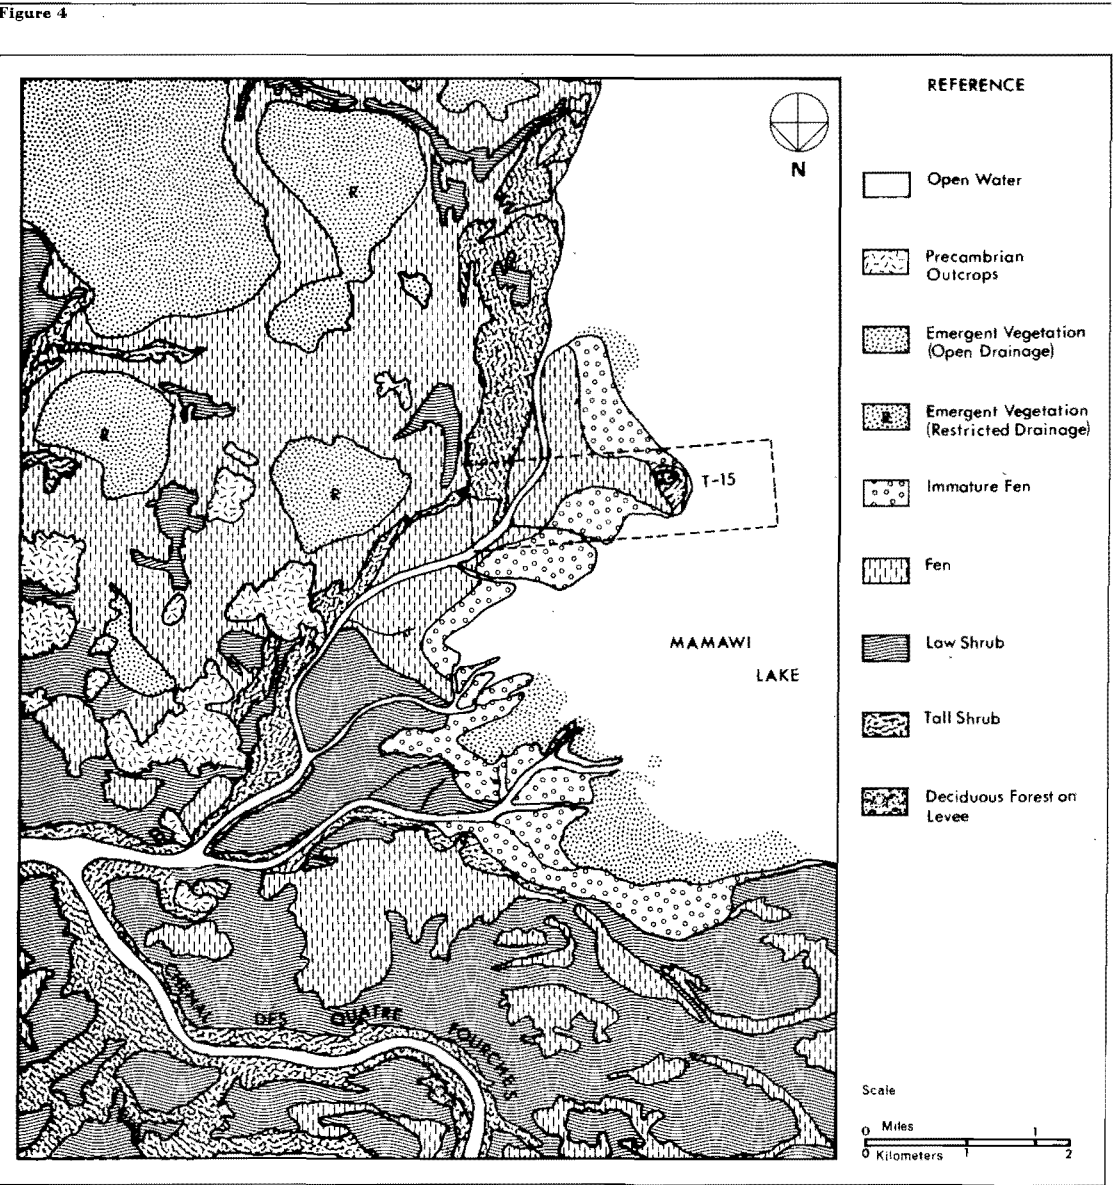 Figure 4
REFERENCE
N
Open Water
Precambrian
Outcrops
Emergent Vegetation
(Open Drainage)
R
Emergent Vegetation
(Restricted Drainage)
Immature Fen
Fen
Low Shrub
Tall Shrub
Deciduous Forest on
Levee
R
R
R
T-15
MAMAWI
LAKE
CHENAL DES QUATRE FOURCHES
Scale
0 Miles 1
0 Kilometers 1 2